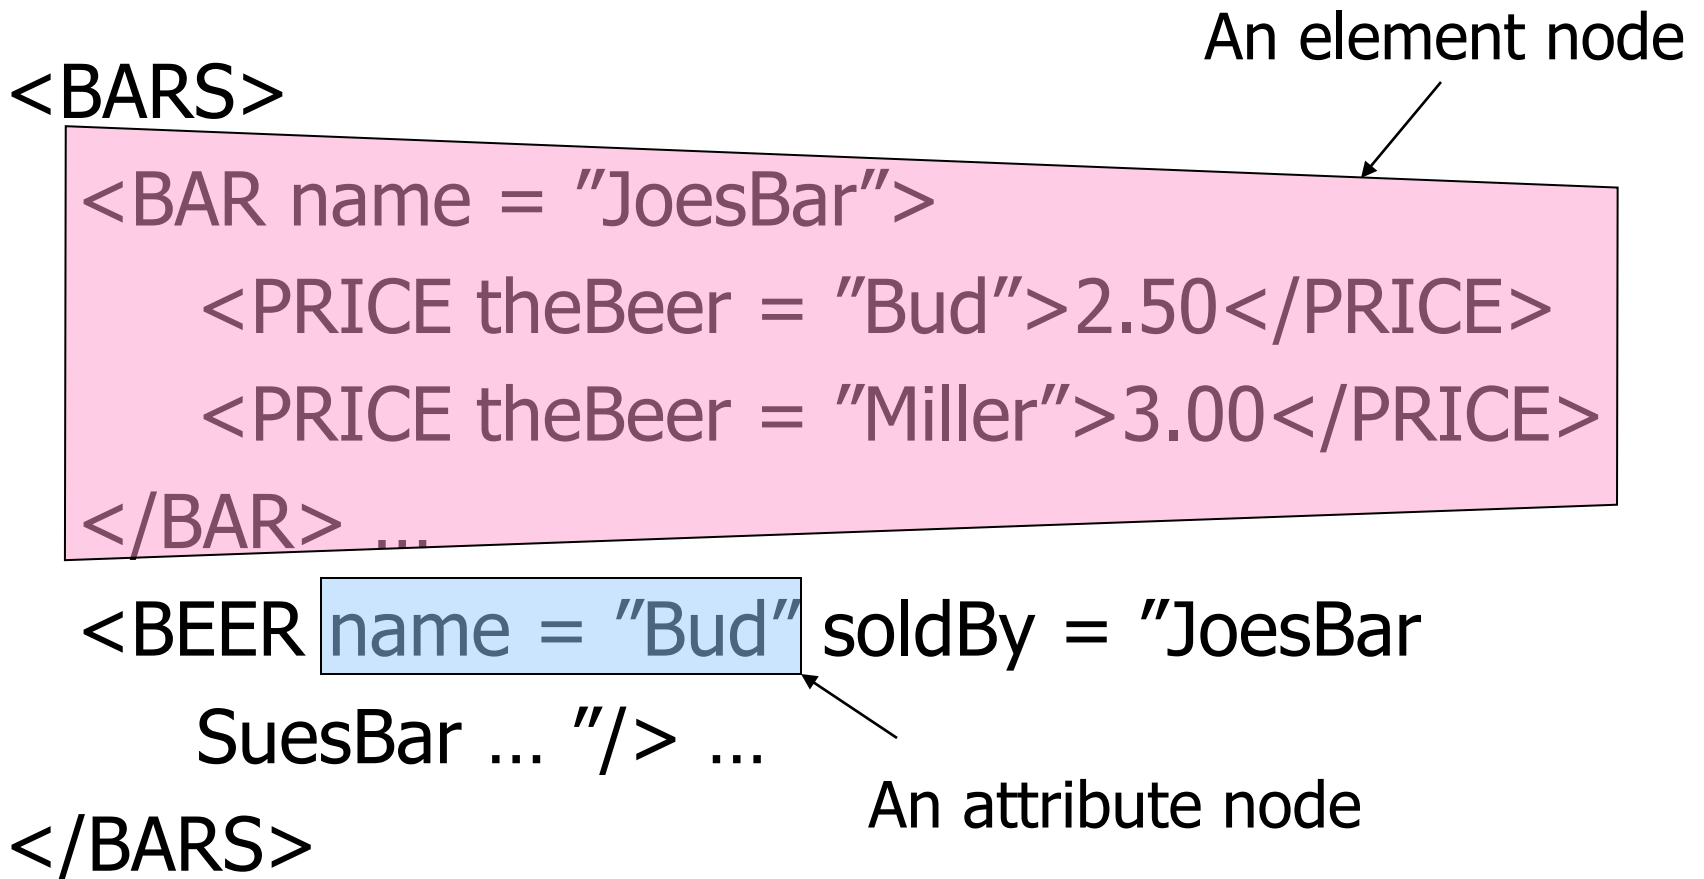 An element node
<BARS>
<BAR name = ”JoesBar”>
<PRICE theBeer = ”Bud”>2.50</PRICE>
<PRICE theBeer = ”Miller”>3.00</PRICE>
</BAR> …
<BEER name = ”Bud” soldBy = ”JoesBar
SuesBar … ”/> …
An attribute node
</BARS>